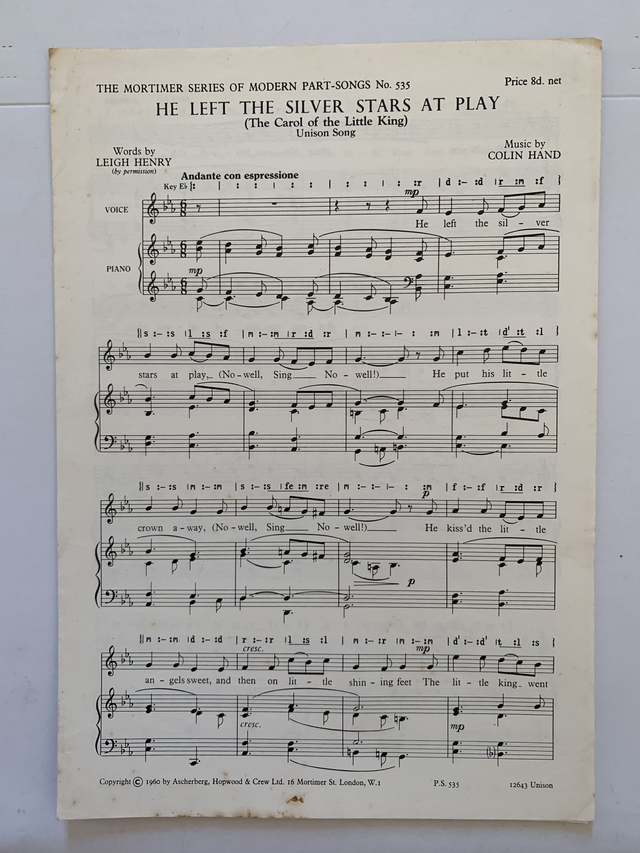 THE MORTIMER SERIES OF MODERN PART-SONGS No. 535 Price 8d. net
HE LEFT THE SILVER STARS AT PLAY
(The Carol of the Little King)
Unison Song
Words by
LEIGH HENRY
(by permission)
Music by
COLIN HAND
Andante con espressione
Key E♭
mp
VOICE
He left the sil – ver
PIANO
mp
stars at play, (No–well, Sing No–well!) He put his lit – tle
p
crown a–way, (No–well, Sing No–well!) He kiss'd the lit – tle
p
cresc. mp
an–gels sweet, and then on lit – tle shin–ing feet The lit–tle king went
cresc. mp
Copyright © 1960 by Ascherberg, Hopwood & Crew Ltd. 16 Mortimer St. London, W.1 P.S. 535 12643 Unison